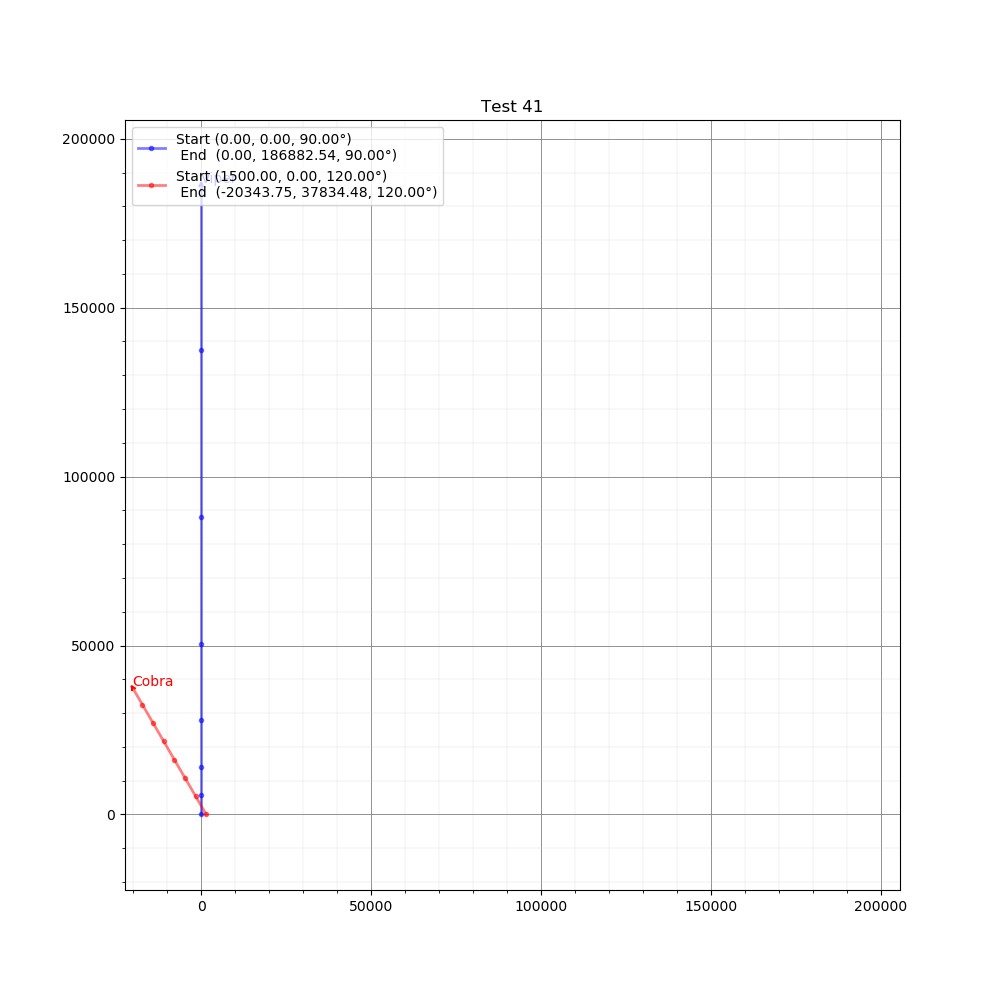 Test 41
200000
150000
100000
50000
0
Start (0.00, 0.00, 90.00°)
End (0.00, 186882.54, 90.00°)
Start (1500.00, 0.00, 120.00°)
End (-20343.75, 37834.48, 120.00°)
Cobra
0
50000
100000
150000
200000